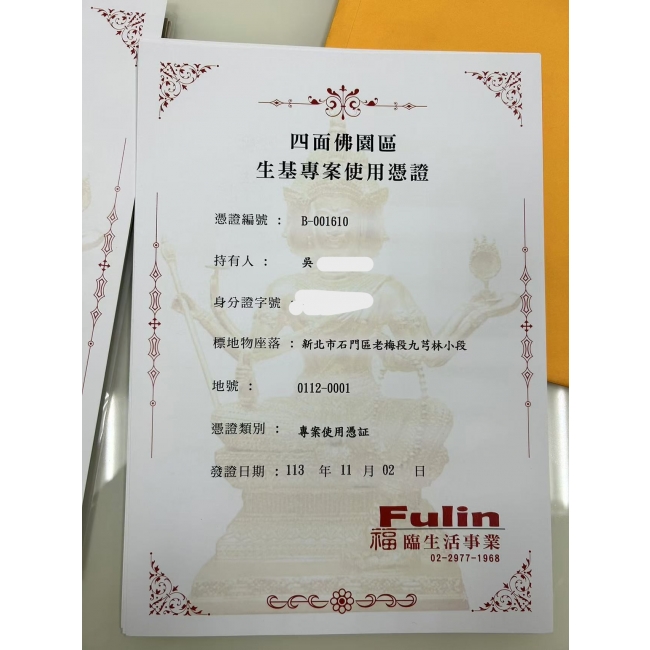 四面佛園區
生基專案使用憑證
憑證編號 : B-001610
持有人 : 吳
身分證字號
標地物座落 : 新北市石門區老梅段九芎林小段
地號 : 0112-0001
憑證類別 : 專案使用憑証
發證日期 : 113 年 11 月 02 日
Fulin
福臨生活事業
02-2977-1968